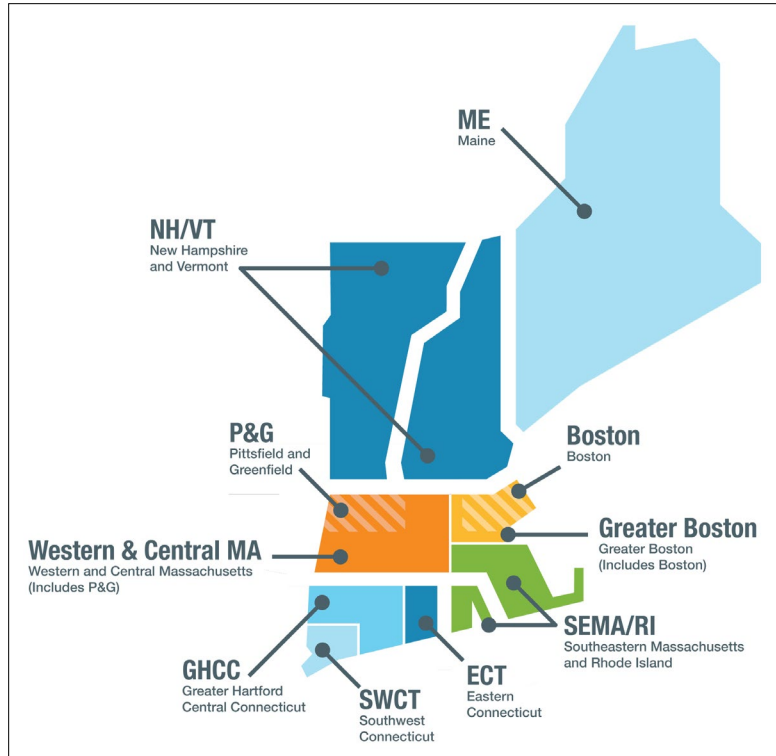 ME
Maine
NH/VT
New Hampshire
and Vermont
P&G
Pittsfield and
Greenfield
Boston
Boston
Western & Central MA
Western and Central Massachusetts
(Includes P&G)
Greater Boston
Greater Boston
(Includes Boston)
SEMA/RI
Southeastern Massachusetts
and Rhode Island
GHCC
Greater Hartford
Central Connecticut
SWCT
Southwest
Connecticut
ECT
Eastern
Connecticut